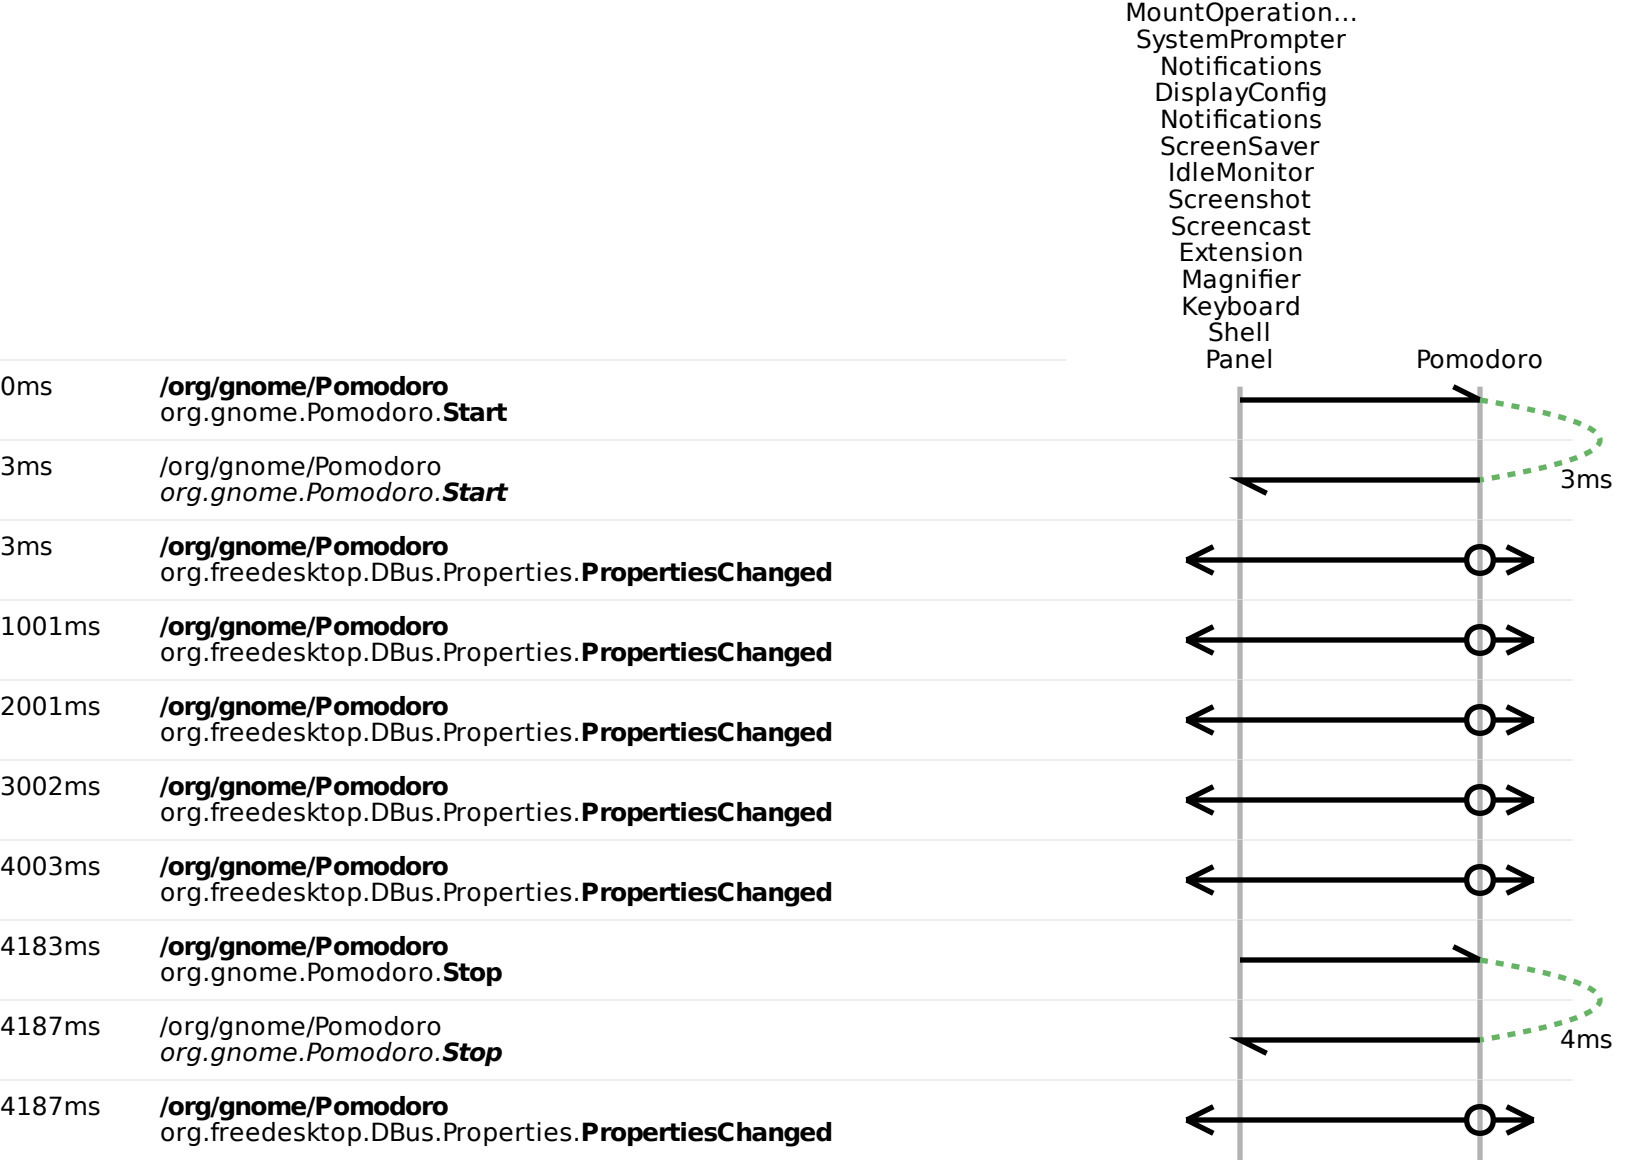 MountOperation...
SystemPrompter
Notifications
DisplayConfig
Notifications
ScreenSaver
IdleMonitor
Screenshot
Screencast
Extension
Magnifier
Keyboard
Shell
Panel Pomodoro
0ms /org/gnome/Pomodoro
org.gnome.Pomodoro.Start
3ms /org/gnome/Pomodoro
org.gnome.Pomodoro.Start 3ms
3ms /org/gnome/Pomodoro
org.freedesktop.DBus.Properties.PropertiesChanged
1001ms /org/gnome/Pomodoro
org.freedesktop.DBus.Properties.PropertiesChanged
2001ms /org/gnome/Pomodoro
org.freedesktop.DBus.Properties.PropertiesChanged
3002ms /org/gnome/Pomodoro
org.freedesktop.DBus.Properties.PropertiesChanged
4003ms /org/gnome/Pomodoro
org.freedesktop.DBus.Properties.PropertiesChanged
4183ms /org/gnome/Pomodoro
org.gnome.Pomodoro.Stop
4187ms /org/gnome/Pomodoro
org.gnome.Pomodoro.Stop 4ms
4187ms /org/gnome/Pomodoro
org.freedesktop.DBus.Properties.PropertiesChanged